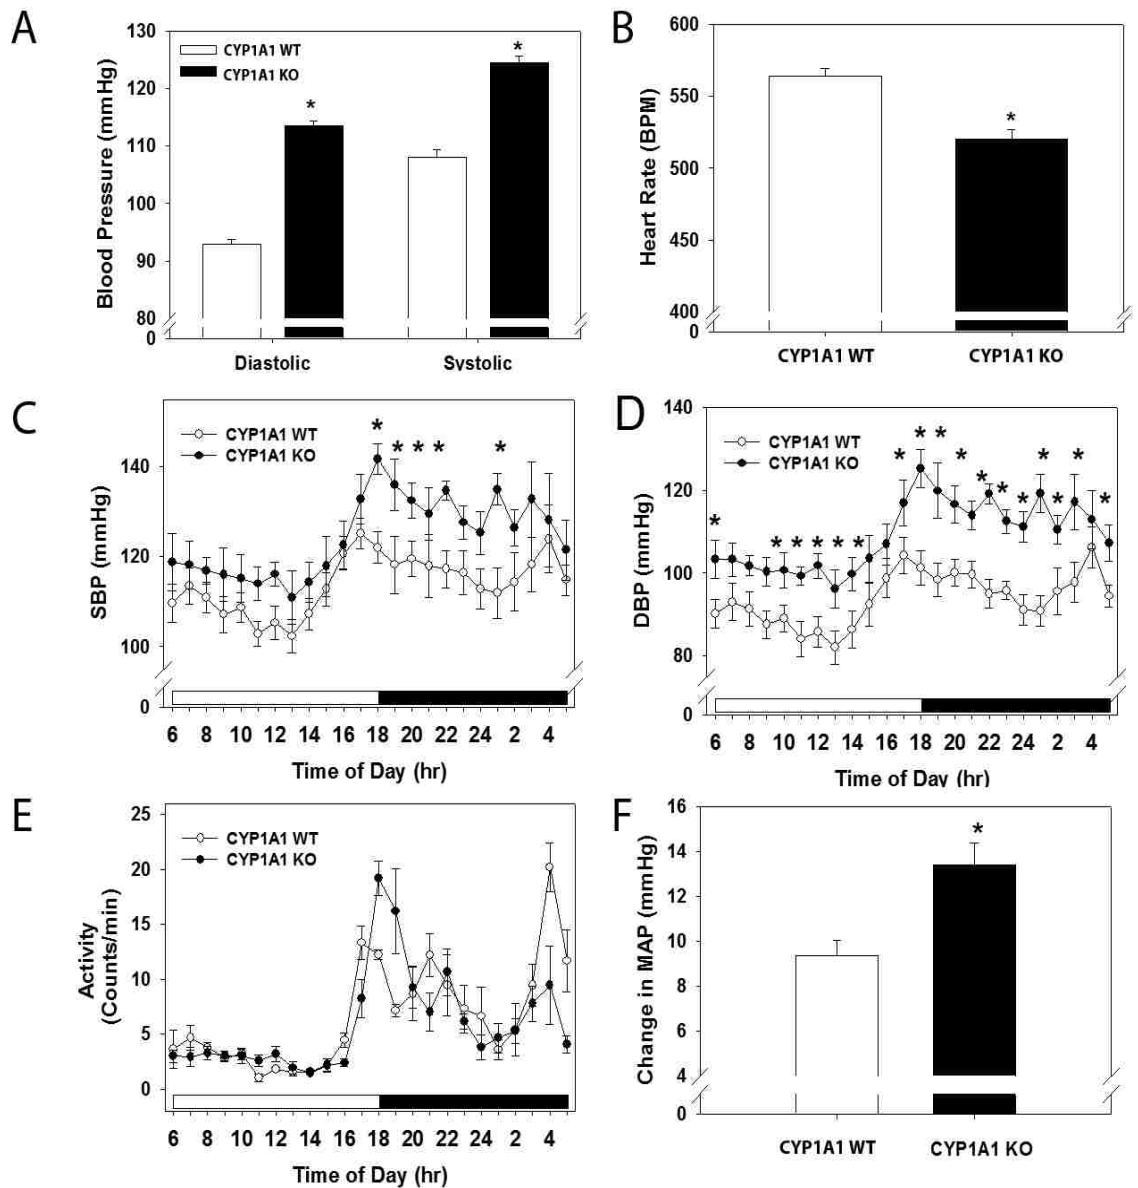 A
Blood Pressure (mmHg)
130
120
110
100
90
80
0
CYP1A1 WT
CYP1A1 KO
*
*
Diastolic
Systolic
B
Heart Rate (BPM)
600
550
500
450
400
0
*
CYP1A1 WT
CYP1A1 KO
C
SBP (mmHg)
140
120
100
0
CYP1A1 WT
CYP1A1 KO
* * * * *
6 8 10 12 14 16 18 20 22 24 2 4
Time of Day (hr)
D
DBP (mmHg)
140
120
100
80
0
CYP1A1 WT
CYP1A1 KO
* * * * * * * * * * * * * * * * *
6 8 10 12 14 16 18 20 22 24 2 4
Time of Day (hr)
E
Activity
(Counts/min)
25
20
15
10
5
0
CYP1A1 WT
CYP1A1 KO
6 8 10 12 14 16 18 20 22 24 2 4
Time of Day (hr)
F
Change in MAP (mmHg)
16
14
12
10
8
6
4
0
*
CYP1A1 WT
CYP1A1 KO